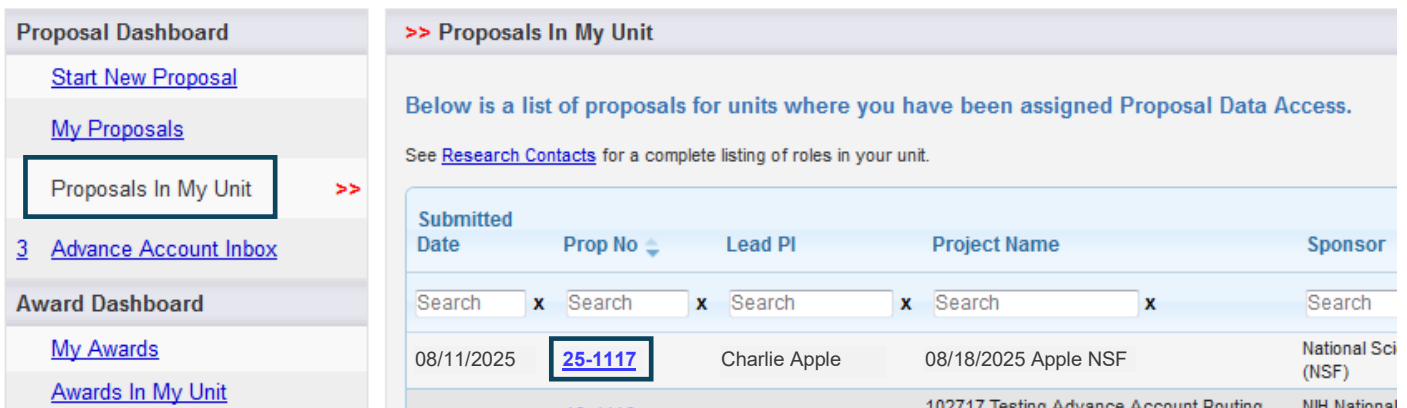 Proposal Dashboard
Start New Proposal
My Proposals
Proposals In My Unit >>
3 Advance Account Inbox
Award Dashboard
My Awards
Awards In My Unit
>> Proposals In My Unit
Below is a list of proposals for units where you have been assigned Proposal Data Access.
See Research Contacts for a complete listing of roles in your unit.
Submitted
Date Prop No Lead PI Project Name Sponsor
Search x Search x Search x Search x Search
08/11/2025 25-1117 Charlie Apple 08/18/2025 Apple NSF National Sci
(NSF)
102717 Testing Advance Account Routing NIH National